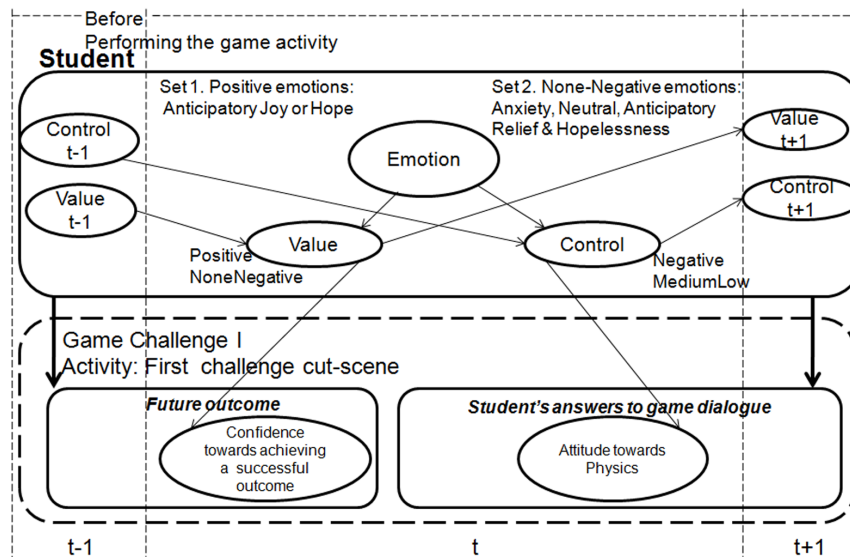 Before
Performing the game activity
Student
Set 1. Positive emotions:
Anticipatory Joy or Hope
Set 2. None-Negative emotions:
Anxiety, Neutral, Anticipatory
Relief & Hopelessness
Control
t-1
Value
t-1
Emotion
Value
t+1
Control
t+1
Value
Control
Positive
NoneNegative
Negative
MediumLow
Game Challenge I
Activity: First challenge cut-scene
Future outcome
Confidence
towards achieving
a successful
outcome
Student's answers to game dialogue
Attitude towards
Physics
t-1
t
t+1